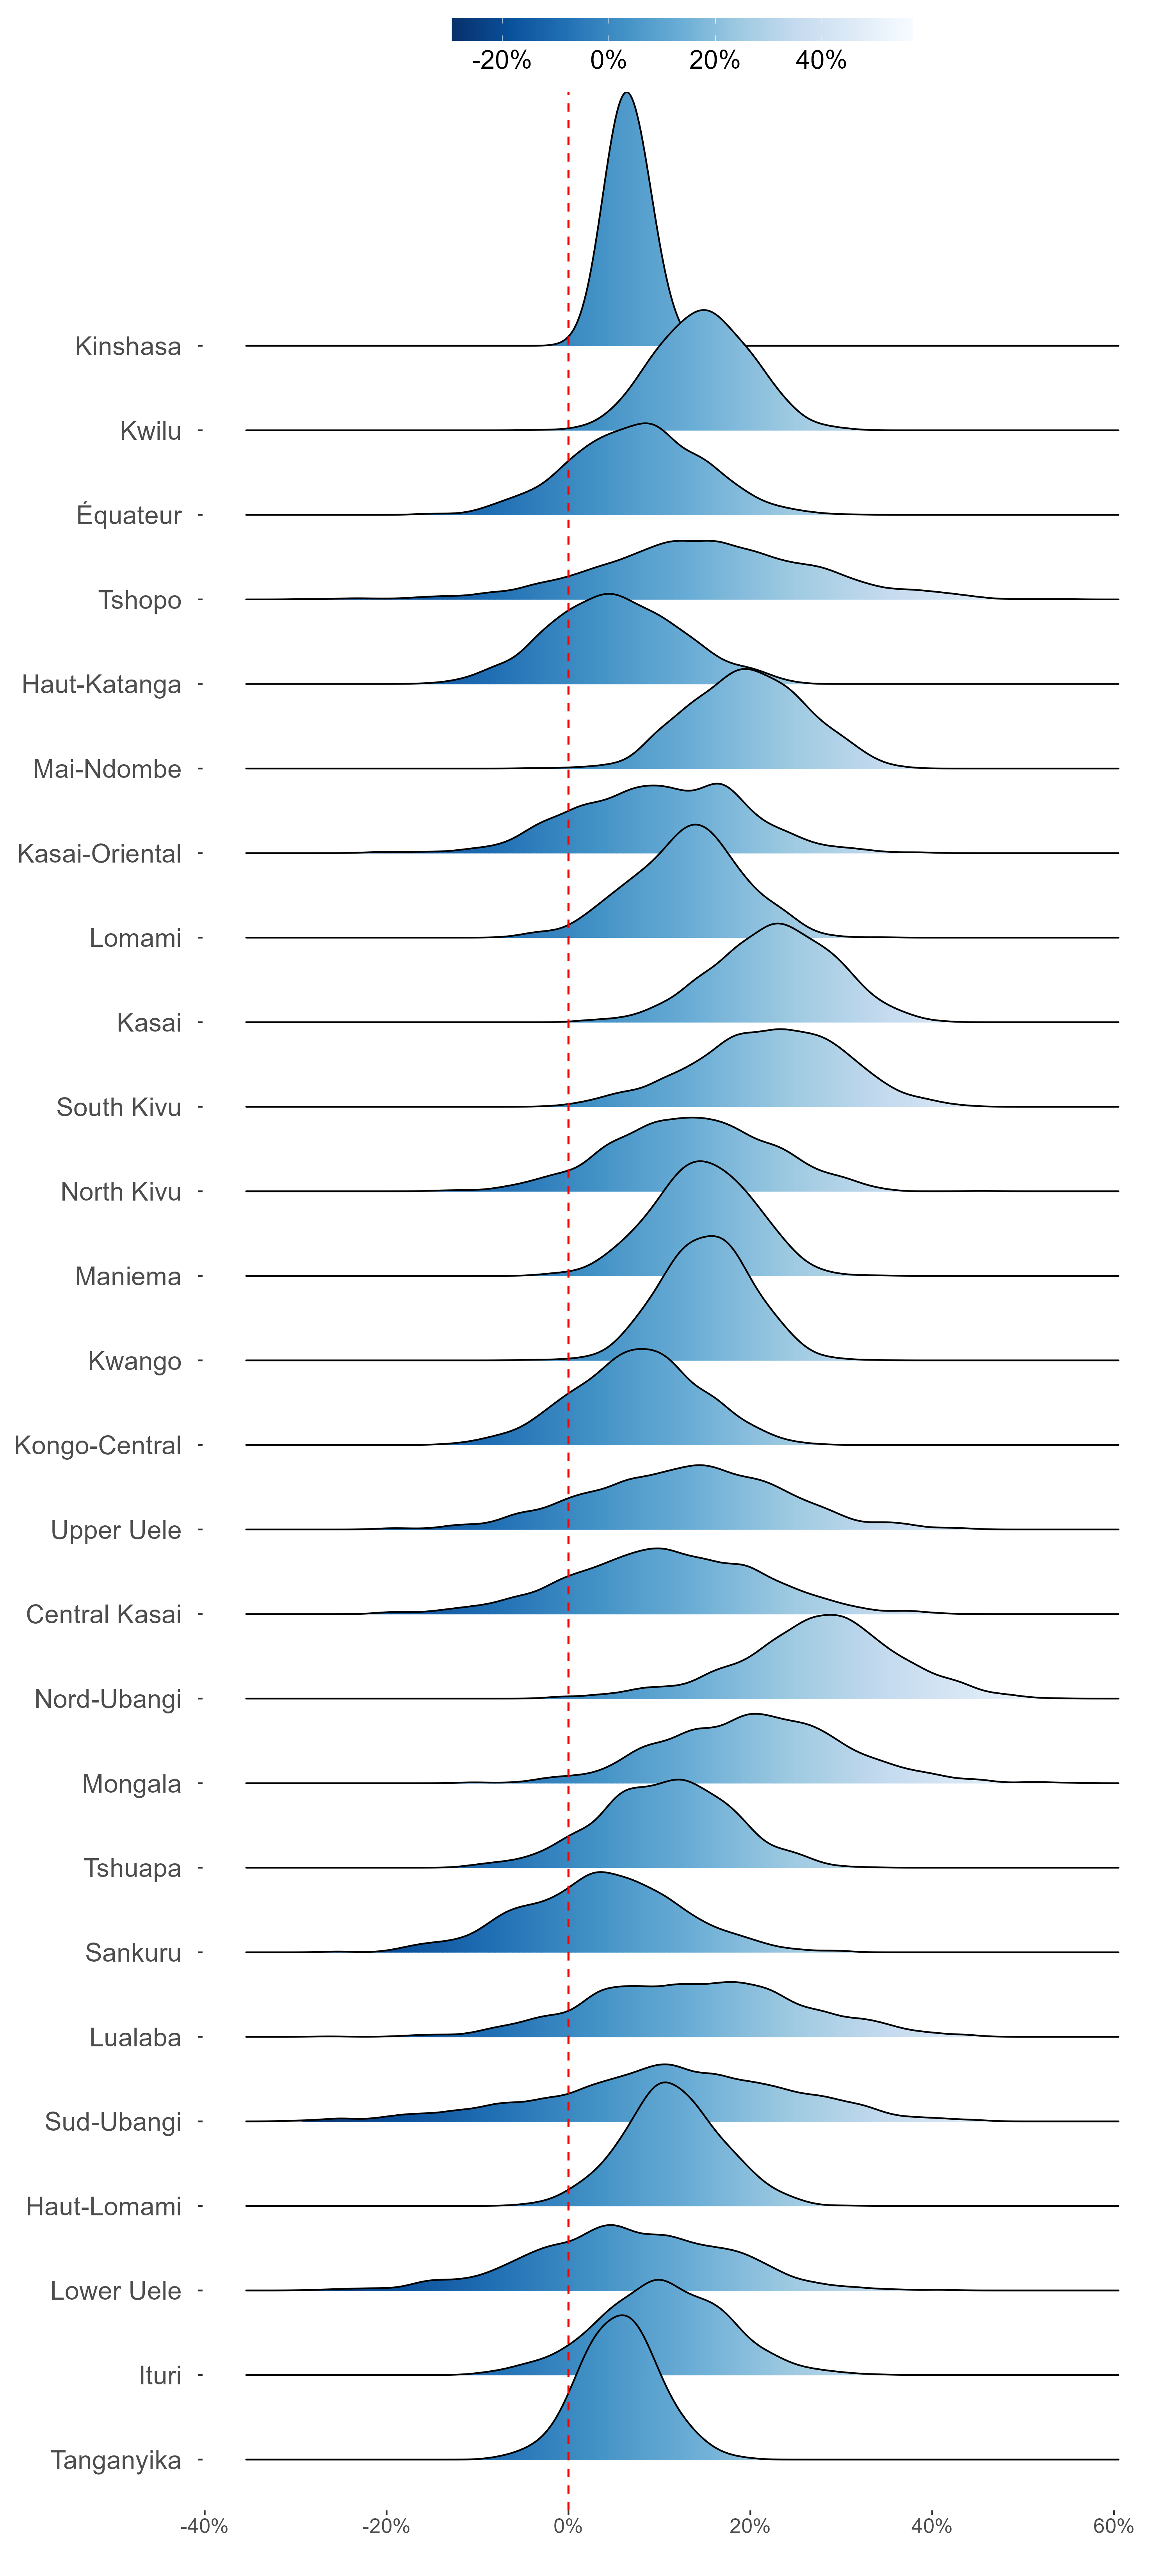 -20% 0% 20% 40%
Kinshasa
Kwilu
Équateur
Tshopo
Haut-Katanga
Mai-Ndombe
Kasai-Oriental
Lomami
Kasai
South Kivu
North Kivu
Maniema
Kwango
Kongo-Central
Upper Uele
Central Kasai
Nord-Ubangi
Mongala
Tshuapa
Sankuru
Lualaba
Sud-Ubangi
Haut-Lomami
Lower Uele
Ituri
Tanganyika
-40% -20% 0% 20% 40% 60%